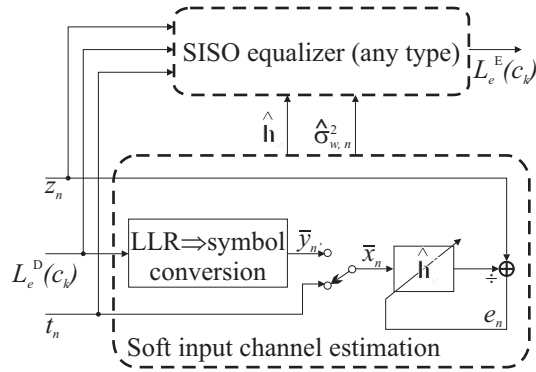 SISO equalizer (any type)
L_e^E(c_k)
ĥ
σ̂²_{w,n}
z_n
LLR⇒symbol
conversion
ȳ_{n'}
x̄_n
ĥ
÷
L_e^D(c_k)
t_n
e_n
Soft input channel estimation